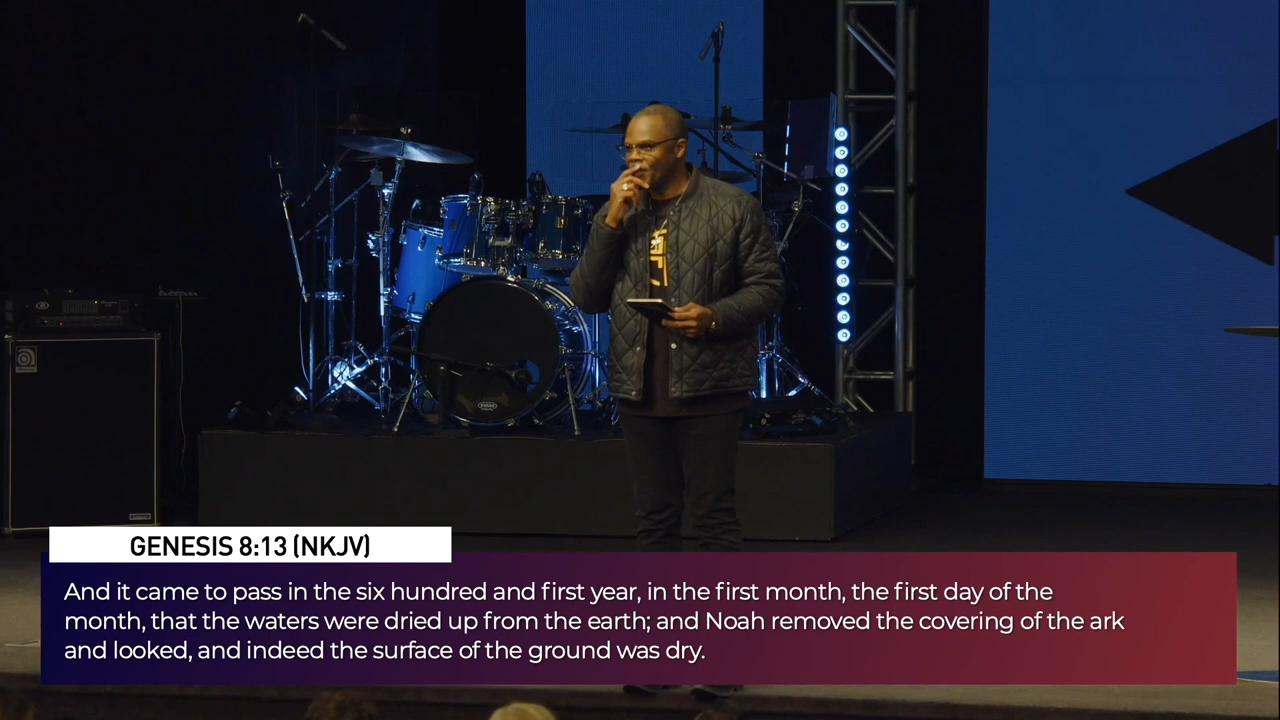 GENESIS 8:13 (NKJV)
And it came to pass in the six hundred and first year, in the first month, the first day of the
month, that the waters were dried up from the earth; and Noah removed the covering of the ark
and looked, and indeed the surface of the ground was dry.